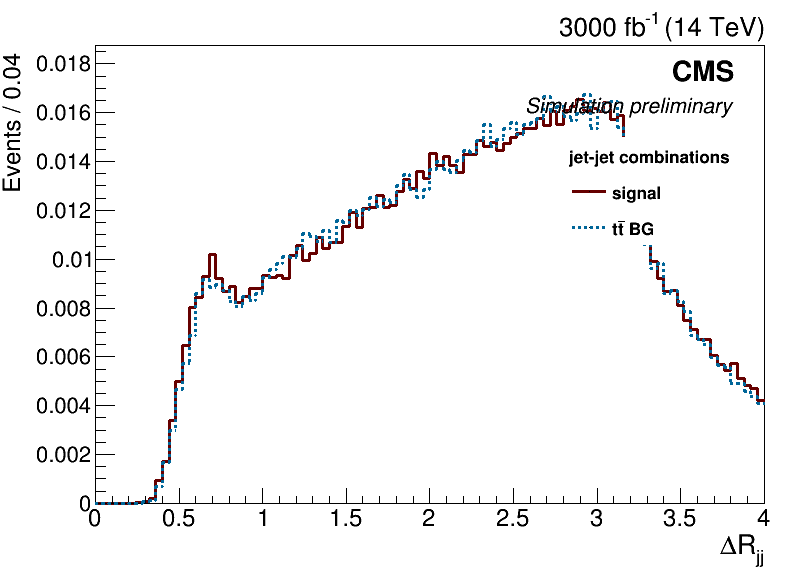 3000 fb⁻¹ (14 TeV)
CMS
Simulation preliminary
jet-jet combinations
signal
tt̄ BG
Events / 0.04
0.018
0.016
0.014
0.012
0.01
0.008
0.006
0.004
0.002
0
0 0.5 1 1.5 2 2.5 3 3.5 4
ΔR_jj